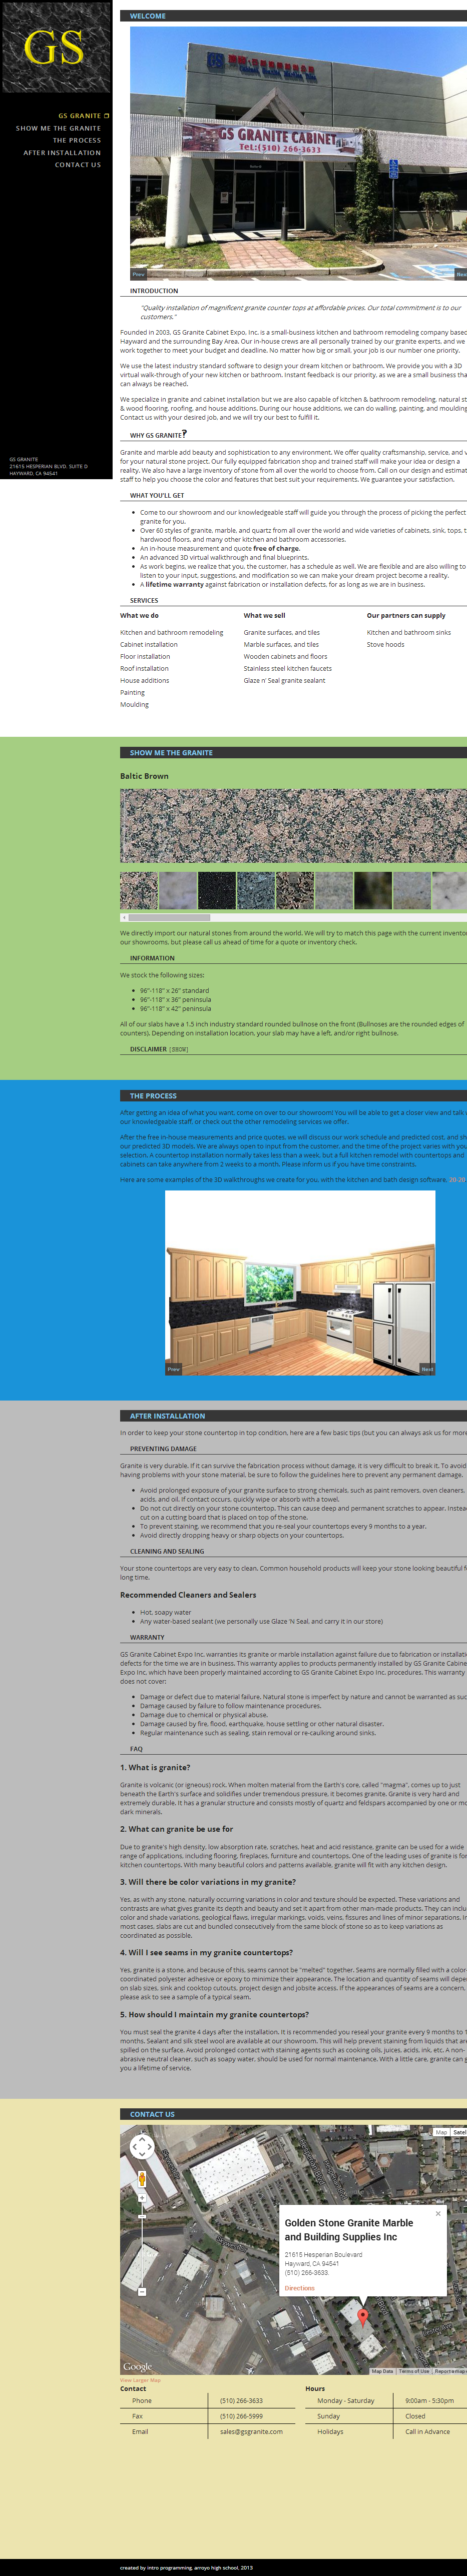 GS
GS GRANITE
SHOW ME THE GRANITE
THE PROCESS
AFTER INSTALLATION
CONTACT US
GS GRANITE
21615 HESPERIAN BLVD. SUITE D
HAYWARD, CA 94541
WELCOME
GS GRANITE CABINET
Tel:(510) 266-3633
Prev
INTRODUCTION
"Quality installation of magnificent granite counter tops at affordable prices. Our total commitment is to our
customers."
Founded in 2003, GS Granite Cabinet Expo, Inc. is a small-business kitchen and bathroom remodeling company based
Hayward and the surrounding Bay Area. Our in-house crews are all personally trained by our granite experts, and we
work together to meet your budget and deadline. No matter how big or small, your job is our number one priority.
We use the latest industry standard software to design your dream kitchen or bathroom. We provide you with a 3D
virtual walk-through of your new kitchen or bathroom. Instant feedback is our priority, as we are a small business tha
can always be reached.
We specialize in granite and cabinet installation but we are also capable of kitchen & bathroom remodeling, natural st
& wood flooring, roofing, and house additions. During our house additions, we can do walling, painting, and moulding
Contact us with your desired job, and we will try our best to fulfill it.
WHY GS GRANITE?
Granite and marble add beauty and sophistication to any environment. We offer quality craftsmanship, service, and v
for your natural stone project. Our fully equipped fabrication shop and trained staff will make your idea or design a
reality. We also have a large inventory of stone from all over the world to choose from. Call on our design and estimat
staff to help you choose the color and features that best suit your requirements. We guarantee your satisfaction.
WHAT YOU'LL GET
Come to our showroom and our knowledgeable staff will guide you through the process of picking the perfect
granite for you.
Over 60 styles of granite, marble, and quartz from all over the world and wide varieties of cabinets, sink, tops, t
hardwood floors, and many other kitchen and bathroom accessories.
An in-house measurement and quote free of charge.
An advanced 3D virtual walkthrough and final blueprints.
As work begins, we realize that you, the customer, has a schedule as well. We are flexible and are also willing to
listen to your input, suggestions, and modification so we can make your dream project become a reality.
A lifetime warranty against fabrication or installation defects, for as long as we are in business.
SERVICES
What we do
What we sell
Our partners can supply
Kitchen and bathroom remodeling
Granite surfaces, and tiles
Kitchen and bathroom sinks
Cabinet installation
Marble surfaces, and tiles
Stove hoods
Floor installation
Wooden cabinets and floors
Roof installation
Stainless steel kitchen faucets
House additions
Glaze n' Seal granite sealant
Painting
Moulding
SHOW ME THE GRANITE
Baltic Brown
We directly import our natural stones from around the world. We will try to match this page with the current invento
our showrooms, but please call us ahead of time for a quote or inventory check.
INFORMATION
We stock the following sizes:
96"-118" x 26" standard
96"-118" x 36" peninsula
96"-118" x 42" peninsula
All of our slabs have a 1.5 inch industry standard rounded bullnose on the front (Bullnoses are the rounded edges of
counters). Depending on installation location, your slab may have a left, and/or right bullnose.
DISCLAIMER [SHOW]
THE PROCESS
After getting an idea of what you want, come on over to our showroom! You will be able to get a closer view and talk
our knowledgeable staff, or check out the other remodeling services we offer.
After the free in-house measurements and price quotes, we will discuss our work schedule and predicted cost, and sh
our predicted 3D models. We are always open to input from the customer, and the time of the project varies with you
selection. A countertop installation normally takes less than a week, but a full kitchen remodel with countertops and
cabinets can take anywhere from 2 weeks to a month. Please inform us if you have time constraints.
Here are some examples of the 3D walkthroughs we create for you, with the kitchen and bath design software, 20-20
Prev
Next
AFTER INSTALLATION
In order to keep your stone countertop in top condition, here are a few basic tips (but you can always ask us for more
PREVENTING DAMAGE
Granite is very durable. If it can survive the fabrication process without damage, it is very difficult to break it. To avoid
having problems with your stone material, be sure to follow the guidelines here to prevent any permanent damage.
Avoid prolonged exposure of your granite surface to strong chemicals, such as paint removers, oven cleaners,
acids, and oil. If contact occurs, quickly wipe or absorb with a towel.
Do not cut directly on your stone countertop. This can cause deep and permanent scratches to appear. Instea
cut on a cutting board that is placed on top of the stone.
To prevent staining, we recommend that you re-seal your countertops every 9 months to a year.
Avoid directly dropping heavy or sharp objects on your countertops.
CLEANING AND SEALING
Your stone countertops are very easy to clean. Common household products will keep your stone looking beautiful f
long time.
Recommended Cleaners and Sealers
Hot, soapy water
Any water-based sealant (we personally use Glaze 'N Seal, and carry it in our store)
WARRANTY
GS Granite Cabinet Expo Inc. warranties its granite or marble installation against failure due to fabrication or installatio
defects for the time we are in business. This warranty applies to products permanently installed by GS Granite Cabine
Expo Inc. which have been properly maintained according to GS Granite Cabinet Expo Inc. procedures. This warranty
does not cover:
Damage or defect due to material failure. Natural stone is imperfect by nature and cannot be warranted as suc
Damage caused by failure to follow maintenance procedures.
Damage due to chemical or physical abuse.
Damage caused by fire, flood, earthquake, house settling or other natural disaster.
Regular maintenance such as sealing, stain removal or re-caulking around sinks.
FAQ
1. What is granite?
Granite is volcanic (or igneous) rock. When molten material from the Earth's core, called "magma", comes up to just
beneath the Earth's surface and solidifies under tremendous pressure, it becomes granite. Granite is very hard and
extremely durable. It has a granular structure and consists mostly of quartz and feldspars accompanied by one or mo
dark minerals.
2. What can granite be use for
Due to granite's high density, low absorption rate, scratches, heat and acid resistance, granite can be used for a wide
range of applications, including flooring, fireplaces, furniture and countertops. One of the leading uses of granite is for
kitchen countertops. With many beautiful colors and patterns available, granite will fit with any kitchen design.
3. Will there be color variations in my granite?
Yes, as with any stone, naturally occurring variations in color and texture should be expected. These variations and
contrasts are what gives granite its depth and beauty and set it apart from other man-made products. They can inclu
color and shade variations, geological flaws, irregular markings, voids, veins, fissures and lines of minor separations. In
most cases, slabs are cut and bundled consecutively from the same block of stone so as to keep variations as
coordinated as possible.
4. Will I see seams in my granite countertops?
Yes, granite is a stone, and because of this, seams cannot be "melted" together. Seams are normally filled with a color-
coordinated polyester adhesive or epoxy to minimize their appearance. The location and quantity of seams will depe
on slab sizes, sink and cooktop cutouts, project design and jobsite access. If the appearances of seams are a concern,
please ask to see a sample of a typical seam.
5. How should I maintain my granite countertops?
You must seal the granite 4 days after the installation. It is recommended you reseal your granite every 9 months to 1
months. Sealant and silk steel wool are available at our showroom. This will help prevent staining from liquids that are
spilled on the surface. Avoid prolonged contact with staining agents such as cooking oils, juices, acids, ink, etc. A non-
abrasive neutral cleaner, such as soapy water, should be used for normal maintenance. With a little care, granite can g
you a lifetime of service.
CONTACT US
Map
Satel
Golden Stone Granite Marble
and Building Supplies Inc
21615 Hesperian Boulevard
Hayward, CA 94541
(510) 266-3633
Directions
Google
Map Data
Terms of Use
Report a map
View Larger Map
Contact
Hours
Phone
(510) 266-3633
Monday - Saturday
9:00am - 5:30pm
Fax
(510) 266-5999
Sunday
Closed
Email
sales@gsgranite.com
Holidays
Call in Advance
created by intro programming, arroyo high school, 2013